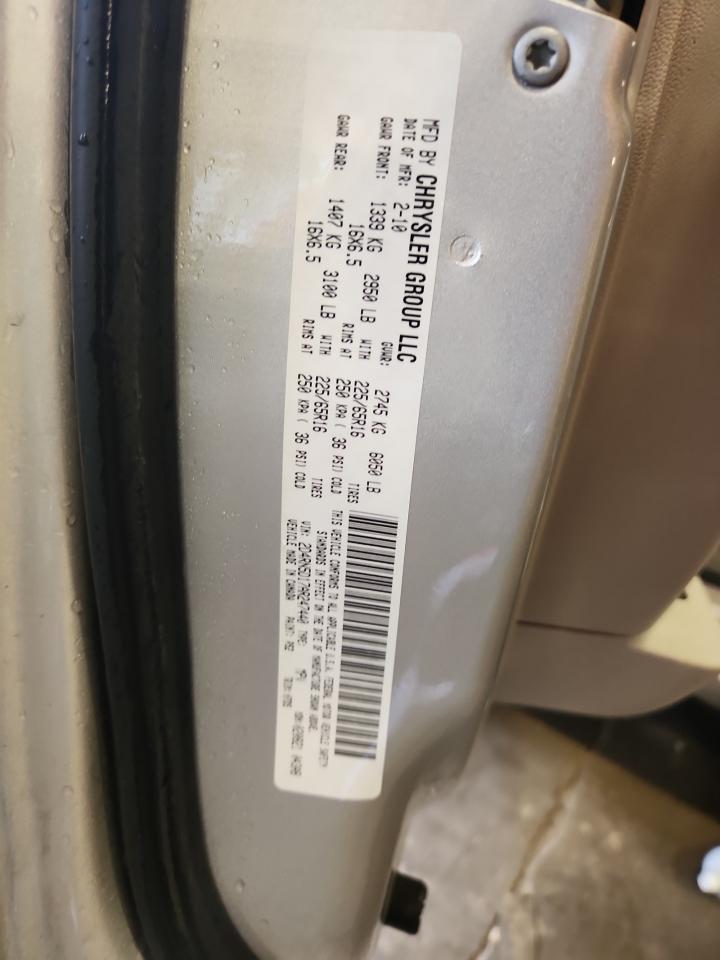 MFD BY CHRYSLER GROUP LLC
DATE OF MFR: 2-10 GVWR: 2745 KG 6050 LB
GAWR FRONT: 1339 KG 2950 LB WITH 225/65R16 TIRES
16X6.5 RIMS AT 250 KPA ( 36 PSI) COLD
GAWR REAR: 1407 KG 3100 LB WITH 225/65R16 TIRES
16X6.5 RIMS AT 250 KPA ( 36 PSI) COLD
THIS VEHICLE CONFORMS TO ALL APPLICABLE U.S.A. FEDERAL MOTOR VEHICLE SAFETY
STANDARDS IN EFFECT ON THE DATE OF MANUFACTURE SHOWN ABOVE.
VIN: TYPE: MPV
VEHICLE MADE IN CANADA PAINT: